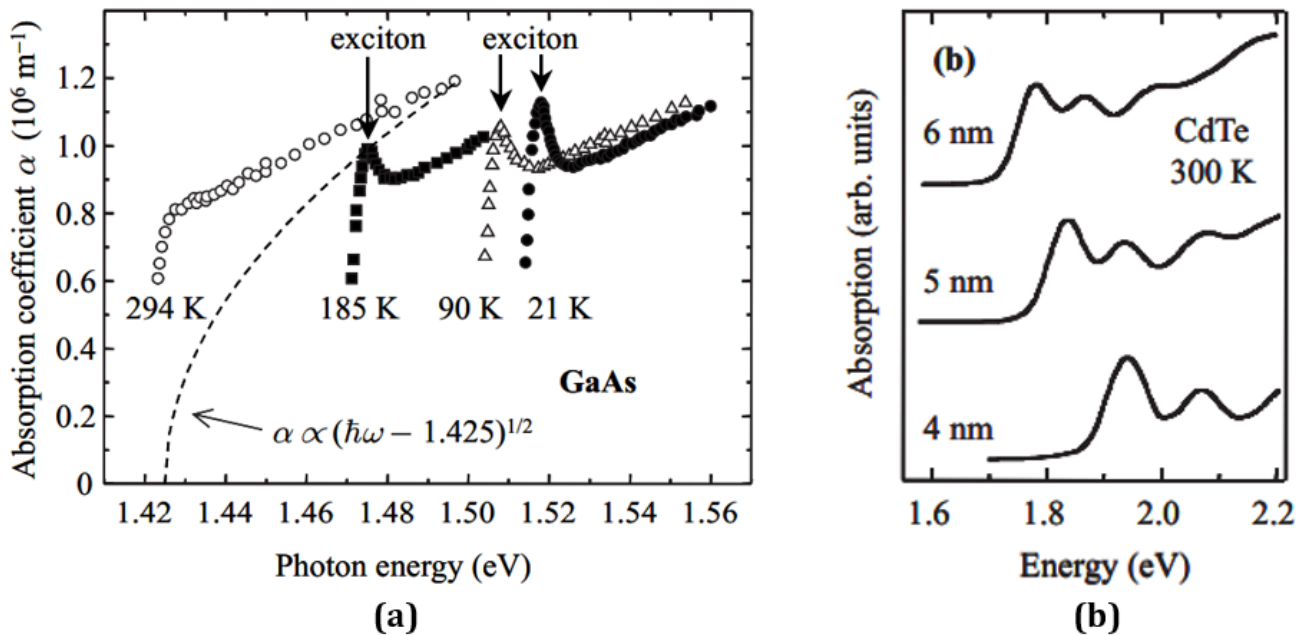 exciton exciton
1.2
1.0
0.8
0.6
0.4
0.2
0
Absorption coefficient α (10⁶ m⁻¹)
294 K 185 K 90 K 21 K
GaAs
α ∝ (ħω − 1.425)^{1/2}
1.42 1.44 1.46 1.48 1.50 1.52 1.54 1.56
Photon energy (eV)
(a)
(b)
6 nm
CdTe
300 K
5 nm
4 nm
Absorption (arb. units)
1.6 1.8 2.0 2.2
Energy (eV)
(b)